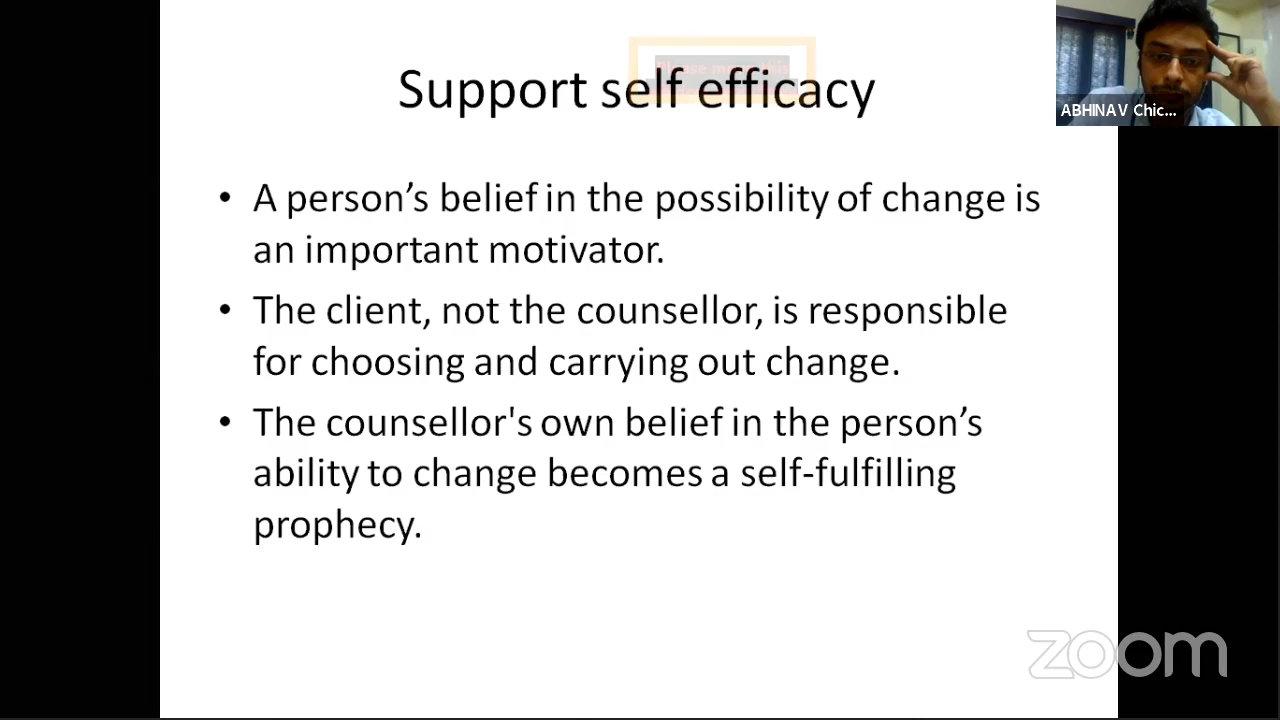 Support self efficacy
ABHINAV Chic...
• A person’s belief in the possibility of change is
an important motivator.
• The client, not the counsellor, is responsible
for choosing and carrying out change.
• The counsellor's own belief in the person’s
ability to change becomes a self-fulfilling
prophecy.
zoom